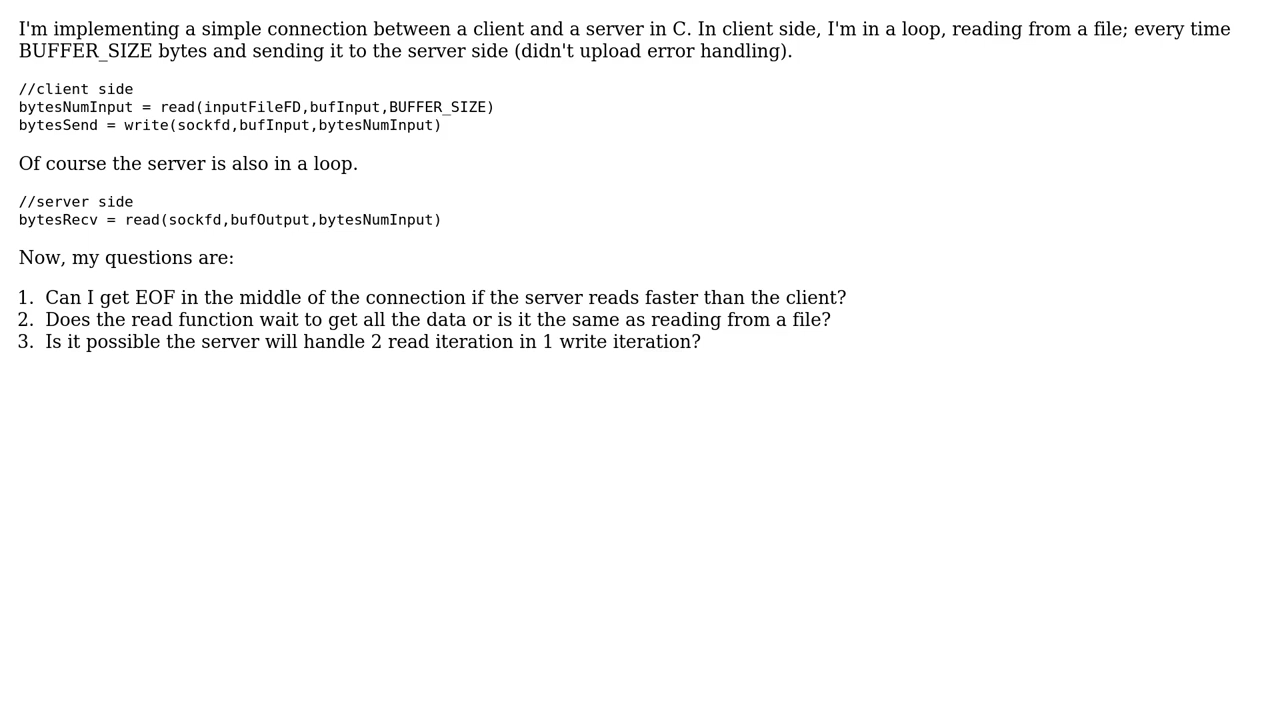 I'm implementing a simple connection between a client and a server in C. In client side, I'm in a loop, reading from a file; every time
BUFFER_SIZE bytes and sending it to the server side (didn't upload error handling).
//client side
bytesNumInput = read(inputFileFD,bufInput,BUFFER_SIZE)
bytesSend = write(sockfd,bufInput,bytesNumInput)
Of course the server is also in a loop.
//server side
bytesRecv = read(sockfd,bufOutput,bytesNumInput)
Now, my questions are:
1. Can I get EOF in the middle of the connection if the server reads faster than the client?
2. Does the read function wait to get all the data or is it the same as reading from a file?
3. Is it possible the server will handle 2 read iteration in 1 write iteration?